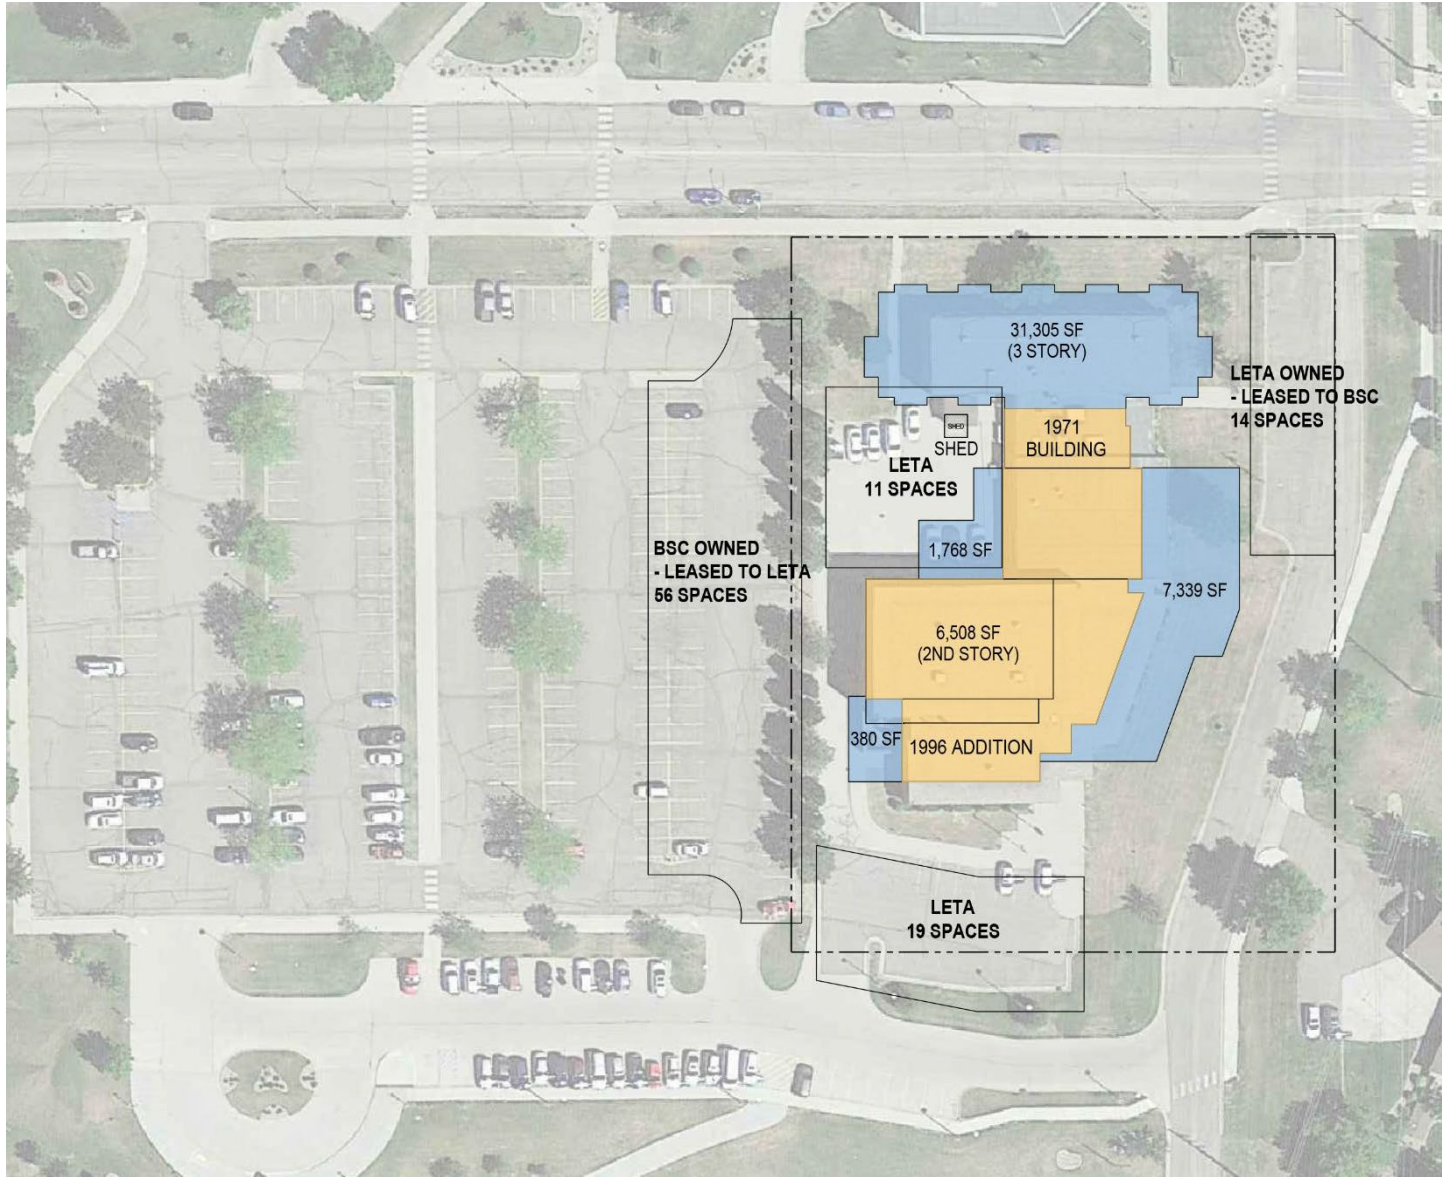 31,305 SF
(3 STORY)
LETA OWNED
- LEASED TO BSC
14 SPACES
SHED
SHED
1971
BUILDING
LETA
11 SPACES
BSC OWNED
- LEASED TO LETA
56 SPACES
1,768 SF
7,339 SF
6,508 SF
(2ND STORY)
380 SF
1996 ADDITION
LETA
19 SPACES